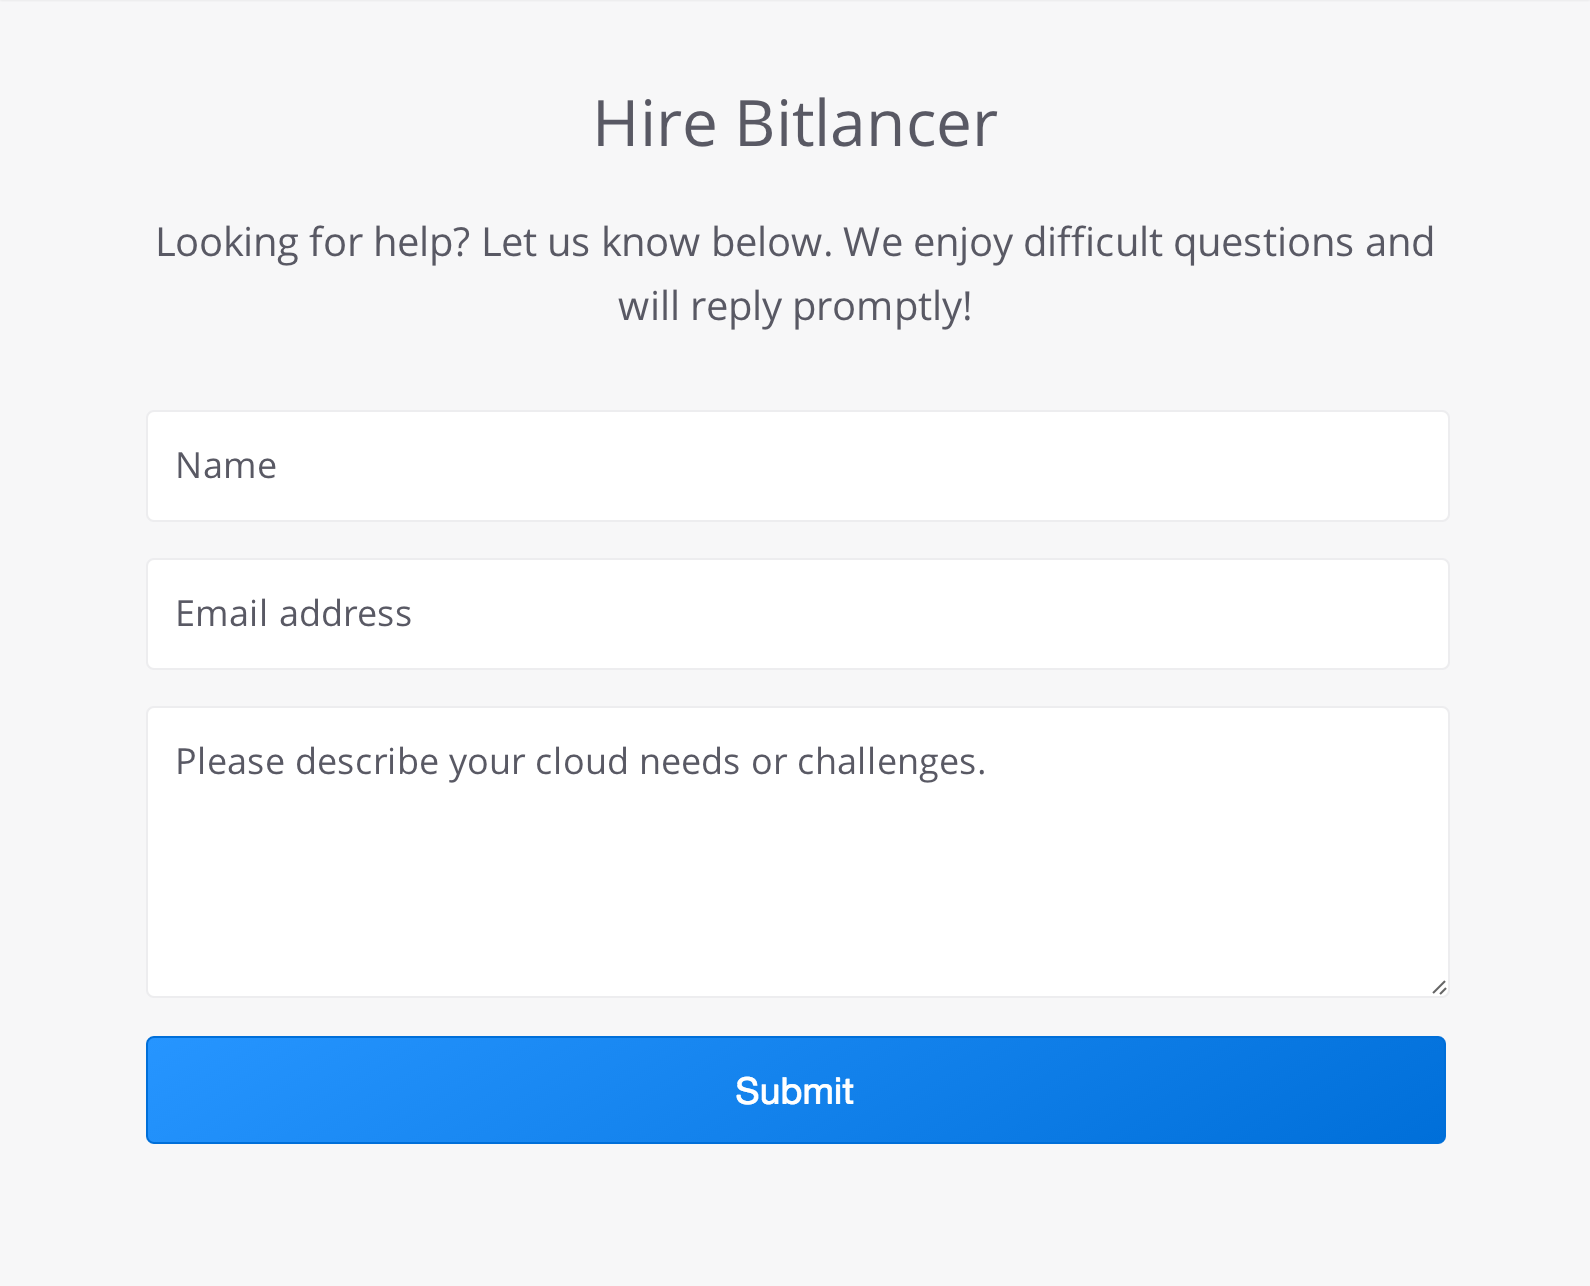 Hire Bitlancer
Looking for help? Let us know below. We enjoy difficult questions and
will reply promptly!
Name
Email address
Please describe your cloud needs or challenges.
Submit